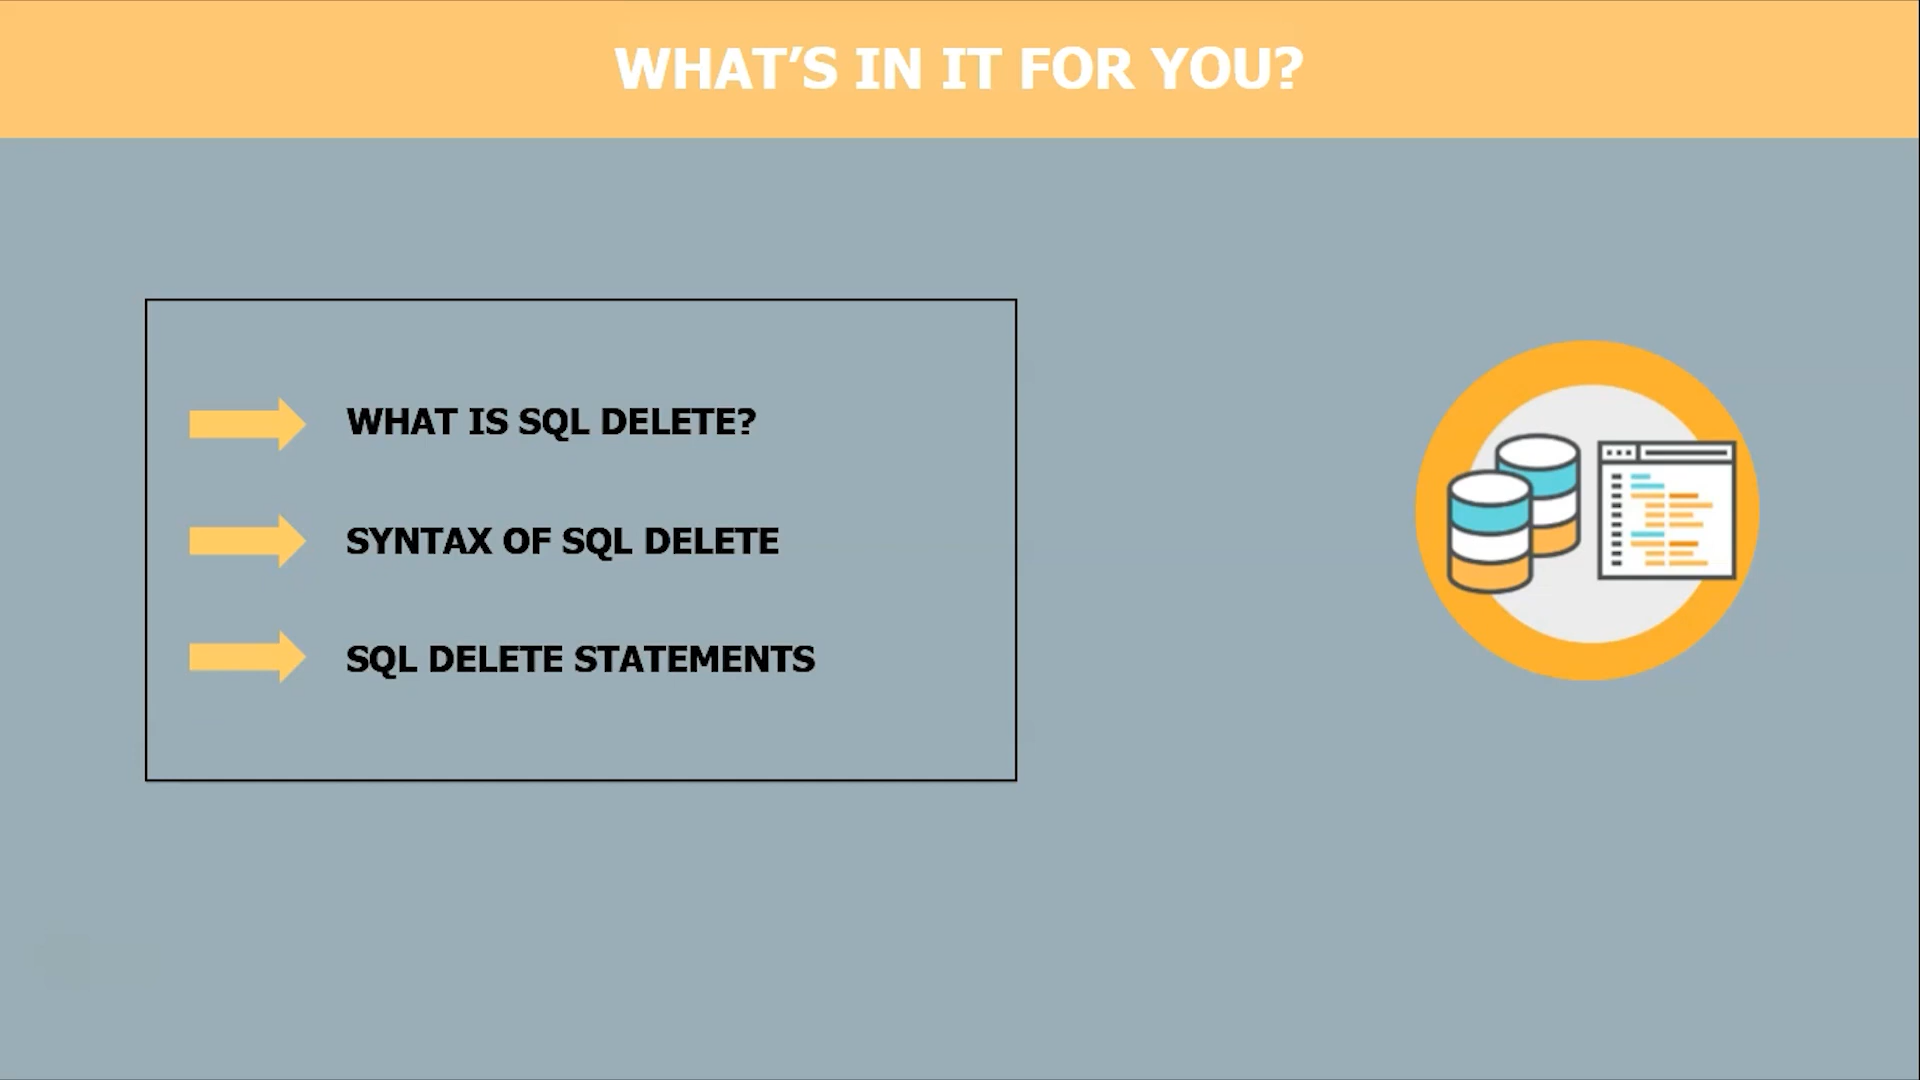 WHAT’S IN IT FOR YOU?
WHAT IS SQL DELETE?
SYNTAX OF SQL DELETE
SQL DELETE STATEMENTS